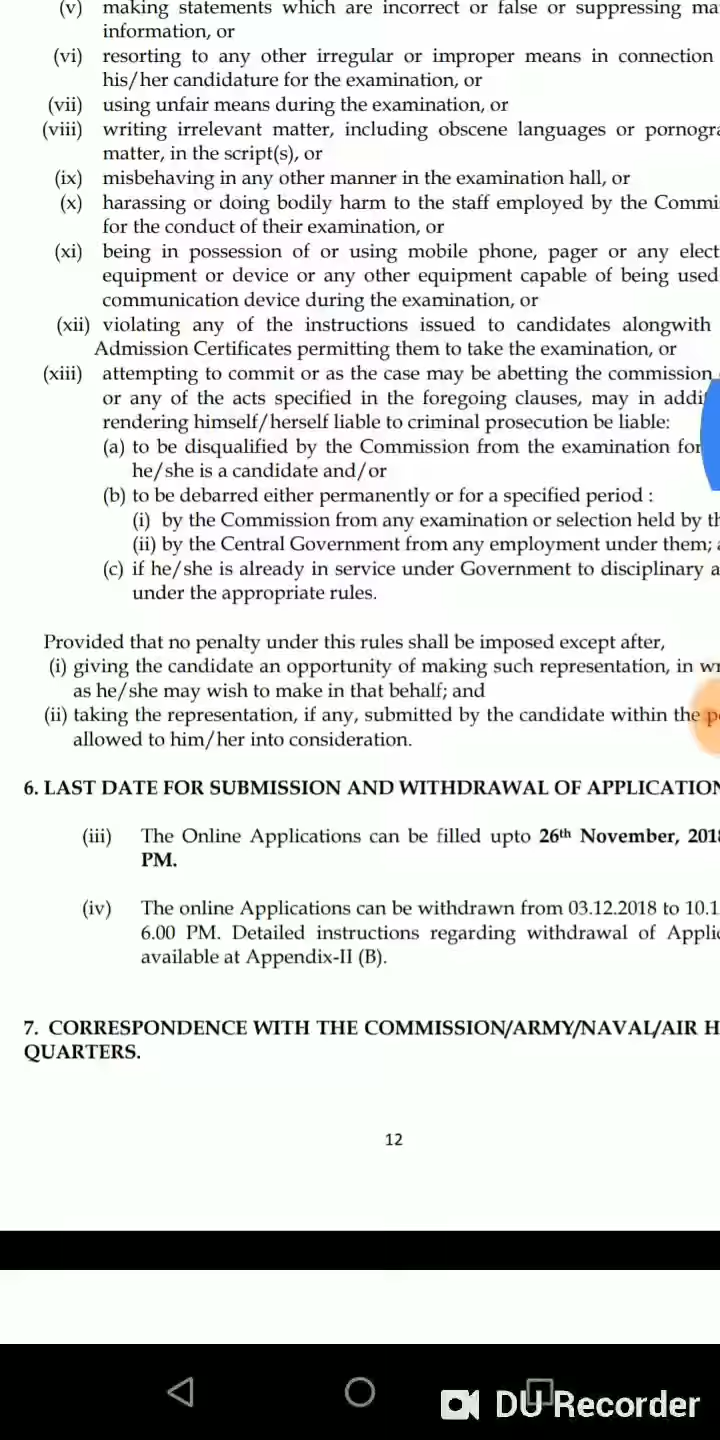 (v) making statements which are incorrect or false or suppressing
information, or
(vi) resorting to any other irregular or improper means in connection
his/her candidature for the examination, or
(vii) using unfair means during the examination, or
(viii) writing irrelevant matter, including obscene languages or
matter, in the script(s), or
(ix) misbehaving in any other manner in the examination hall, or
(x) harassing or doing bodily harm to the staff employed by the
for the conduct of their examination, or
(xi) being in possession of or using mobile phone, pager or any
equipment or device or any other equipment capable of being used
communication device during the examination, or
(xii) violating any of the instructions issued to candidates alongwith
Admission Certificates permitting them to take the examination, or
(xiii) attempting to commit or as the case may be abetting the commission
or any of the acts specified in the foregoing clauses, may in
rendering himself/herself liable to criminal prosecution be liable:
(a) to be disqualified by the Commission from the examination for
he/she is a candidate and/or
(b) to be debarred either permanently or for a specified period :
(i) by the Commission from any examination or selection held by
(ii) by the Central Government from any employment under them;
(c) if he/she is already in service under Government to disciplinary
under the appropriate rules.
Provided that no penalty under this rules shall be imposed except after,
(i) giving the candidate an opportunity of making such representation, in
as he/she may wish to make in that behalf; and
(ii) taking the representation, if any, submitted by the candidate within the
allowed to him/her into consideration.
6. LAST DATE FOR SUBMISSION AND WITHDRAWAL OF
(iii) The Online Applications can be filled upto 26th November,
PM.
(iv) The online Applications can be withdrawn from 03.12.2018 to
6.00 PM. Detailed instructions regarding withdrawal of
available at Appendix-II (B).
7. CORRESPONDENCE WITH THE COMMISSION/ARMY/NAVAL/AIR
QUARTERS.
12
DU Recorder